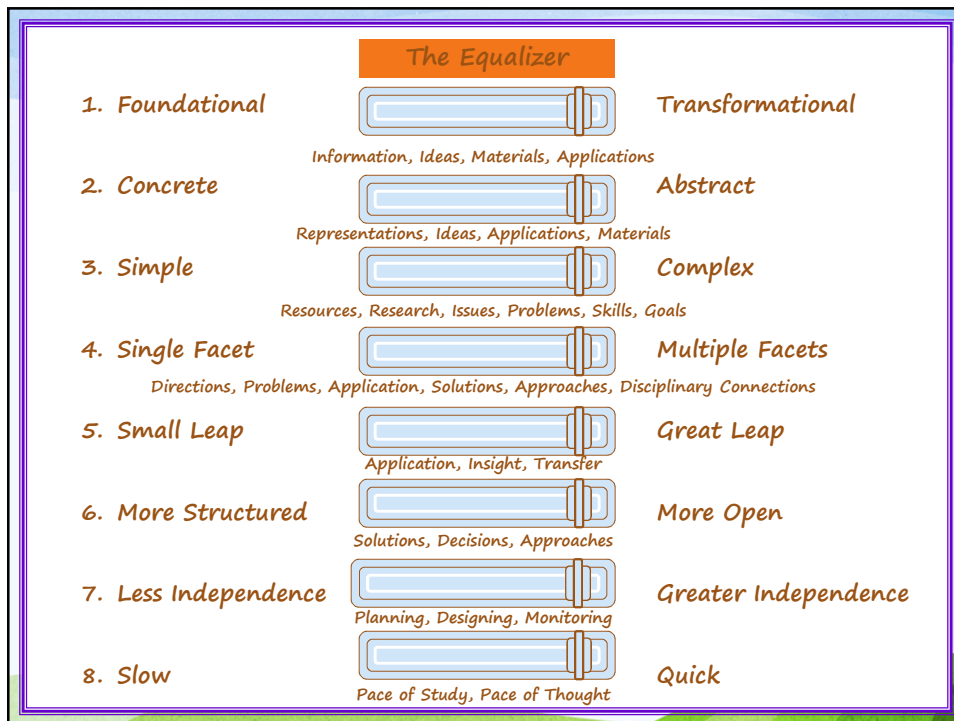 The Equalizer
1. Foundational Transformational
Information, Ideas, Materials, Applications
2. Concrete Abstract
Representations, Ideas, Applications, Materials
3. Simple Complex
Resources, Research, Issues, Problems, Skills, Goals
4. Single Facet Multiple Facets
Directions, Problems, Application, Solutions, Approaches, Disciplinary Connections
5. Small Leap Great Leap
Application, Insight, Transfer
6. More Structured More Open
Solutions, Decisions, Approaches
7. Less Independence Greater Independence
Planning, Designing, Monitoring
8. Slow Quick
Pace of Study, Pace of Thought